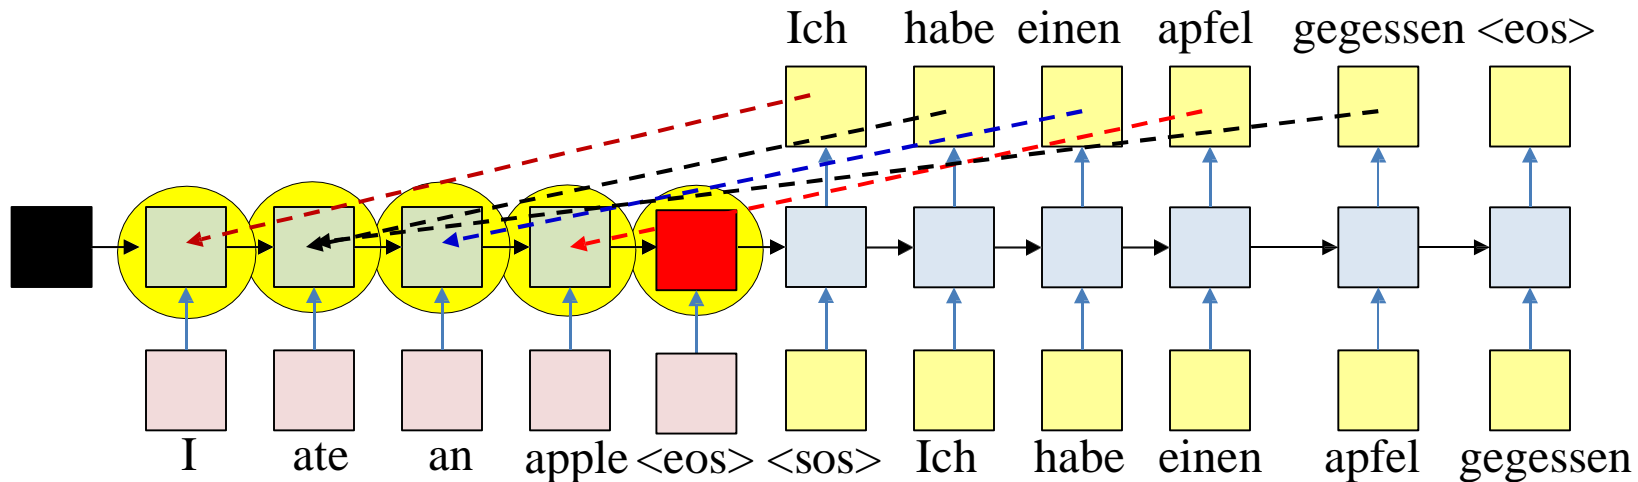 Ich habe einen apfel gegessen <eos>
I ate an apple <eos> <sos> Ich habe einen apfel gegessen